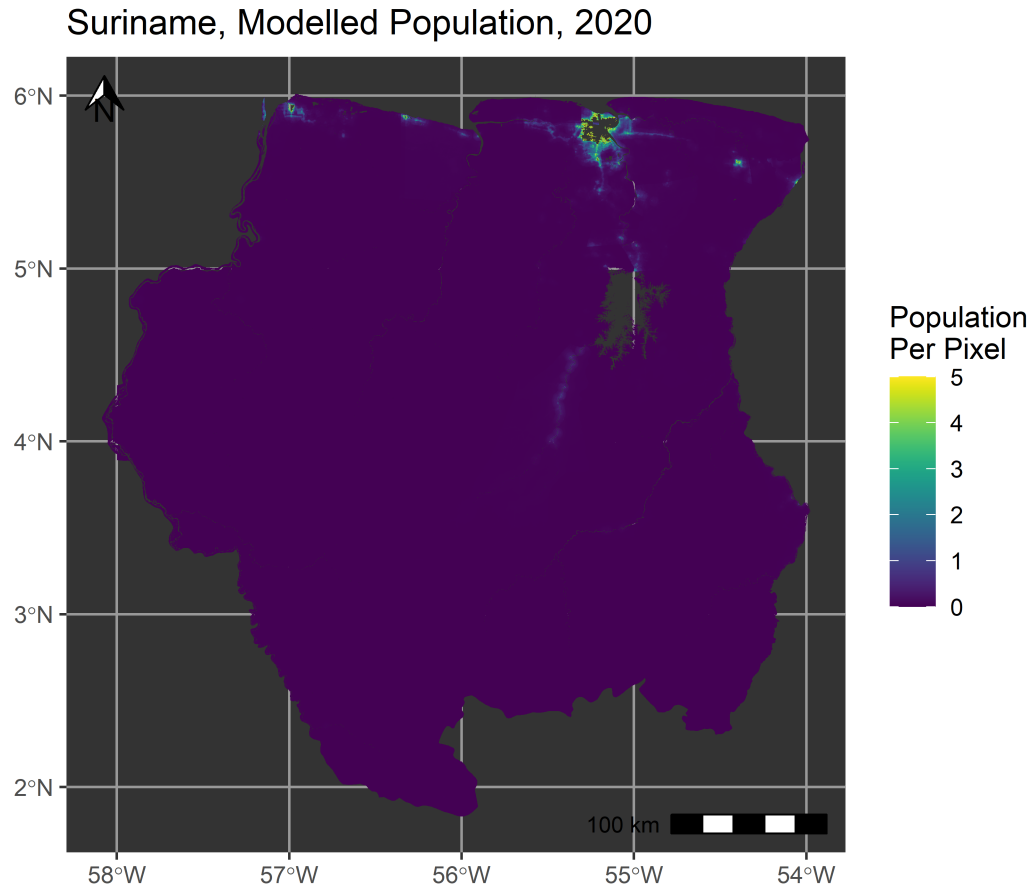 Suriname, Modelled Population, 2020
6°N
5°N
4°N
3°N
2°N
N
100 km
58°W
57°W
56°W
55°W
54°W
Population
Per Pixel
5
4
3
2
1
0